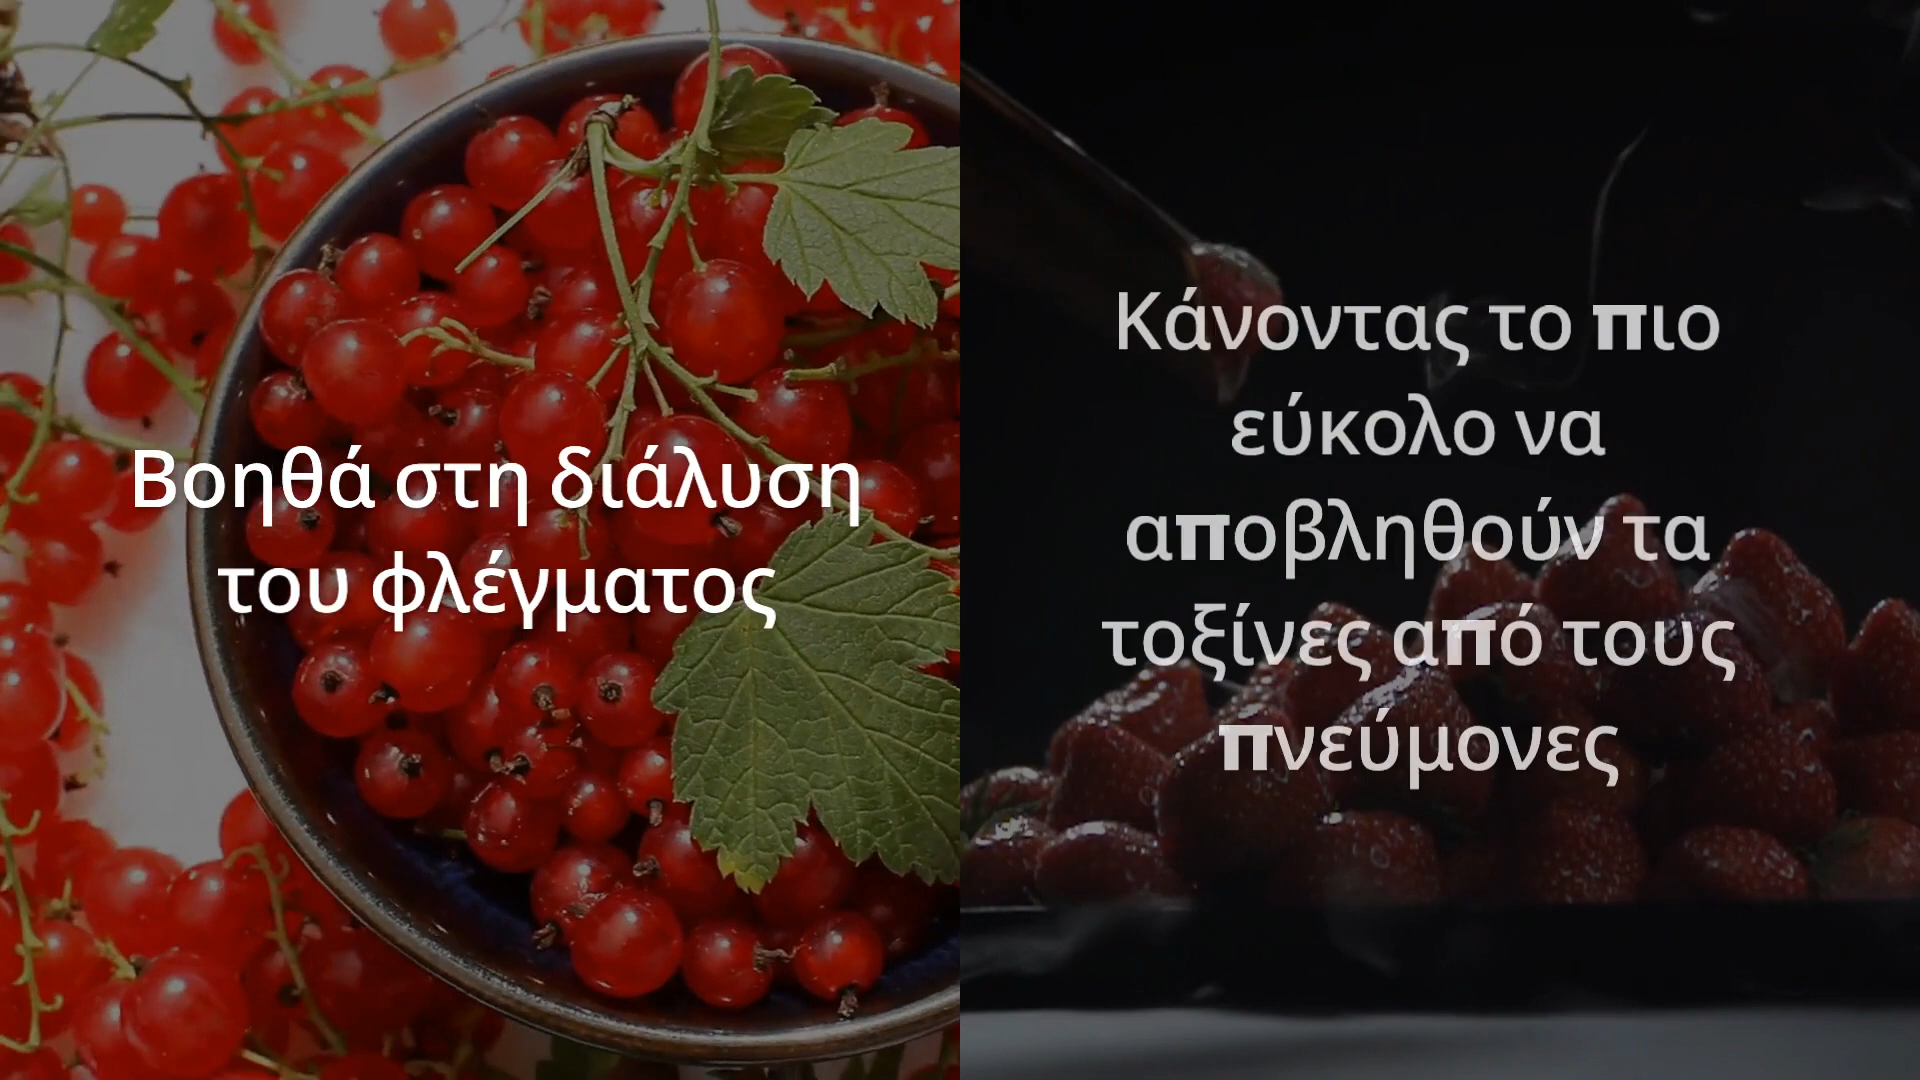 Βοηθά στη διάλυση
του φλέγματος
Κάνοντας το πιο
εύκολο να
αποβληθούν τα
τοξίνες από τους
πνεύμονες